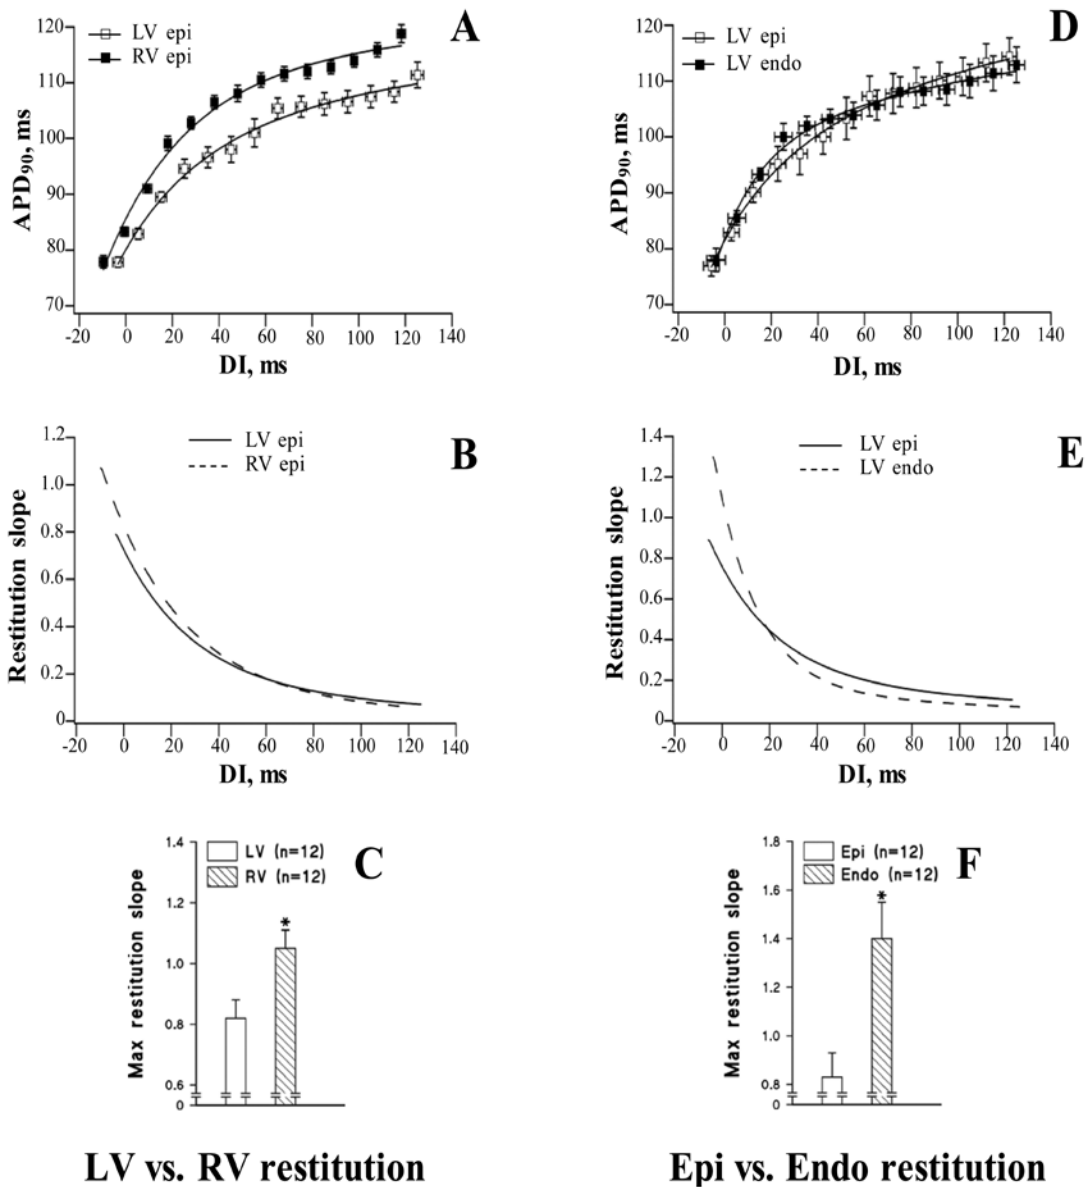 A
LV epi
RV epi
APD90, ms
120
110
100
90
80
70
-20 0 20 40 60 80 100 120 140
DI, ms
D
LV epi
LV endo
APD90, ms
120
110
100
90
80
70
-20 0 20 40 60 80 100 120 140
DI, ms
B
LV epi
RV epi
Restitution slope
1.2
1.0
0.8
0.6
0.4
0.2
0
-20 0 20 40 60 80 100 120 140
DI, ms
E
LV epi
LV endo
Restitution slope
1.4
1.2
1.0
0.8
0.6
0.4
0.2
0
-20 0 20 40 60 80 100 120 140
DI, ms
C
LV (n=12)
RV (n=12)
Max restitution slope
1.4
1.2
1.0
0.8
0.6
0
*
F
Epi (n=12)
Endo (n=12)
Max restitution slope
1.8
1.6
1.4
1.2
1.0
0.8
0
*
LV vs. RV restitution
Epi vs. Endo restitution